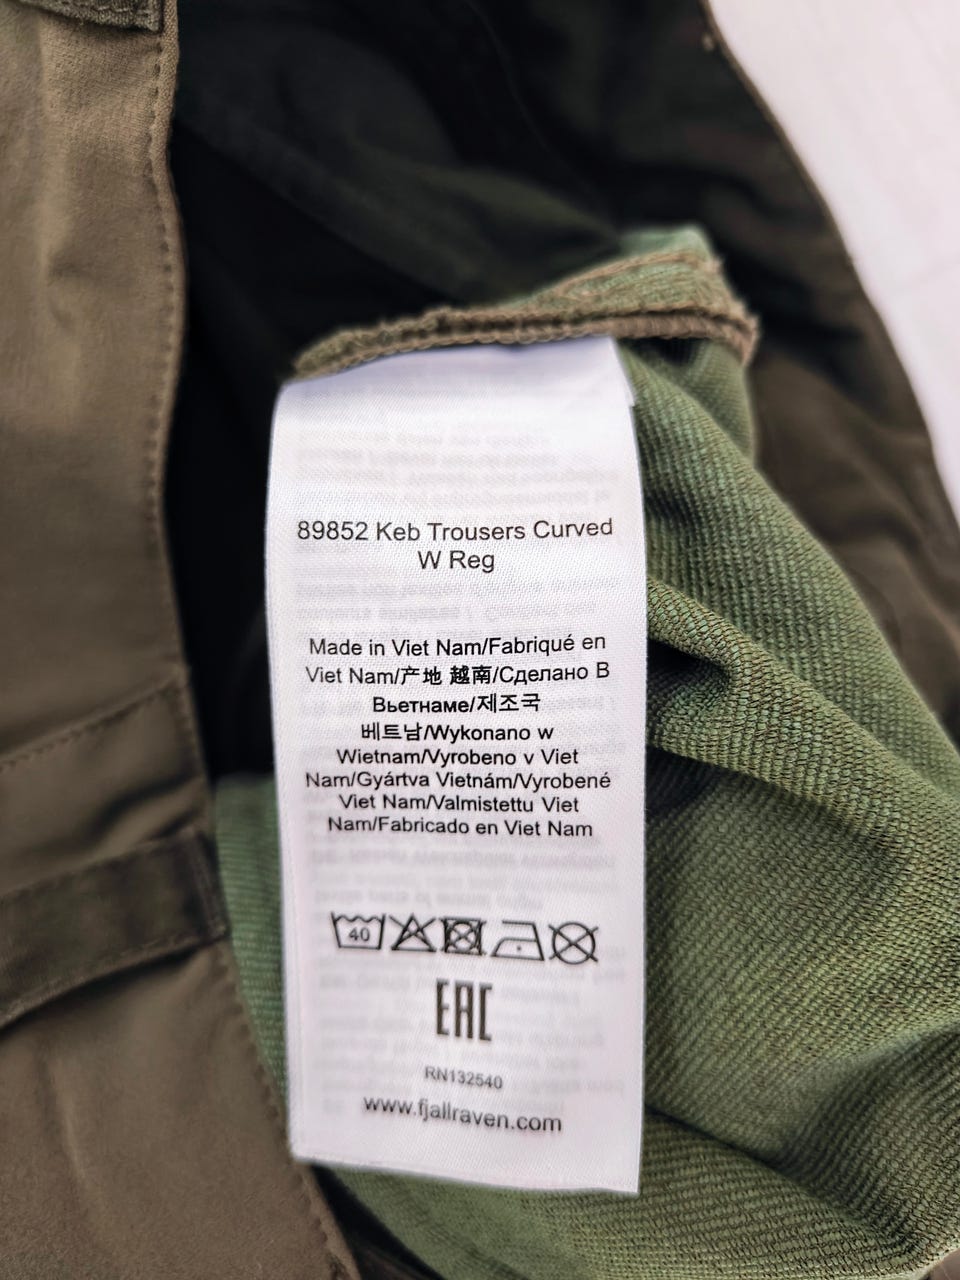 89852 Keb Trousers Curved
W Reg
Made in Viet Nam/Fabriqué en
Viet Nam/产地 越南/Сделано В
Вьетнаме/제조국
베트남/Wykonano w
Wietnam/Vyrobeno v Viet
Nam/Gyártva Vietnám/Vyrobené
Viet Nam/Valmistettu Viet
Nam/Fabricado en Viet Nam
40
EAC
RN132540
www.fjallraven.com